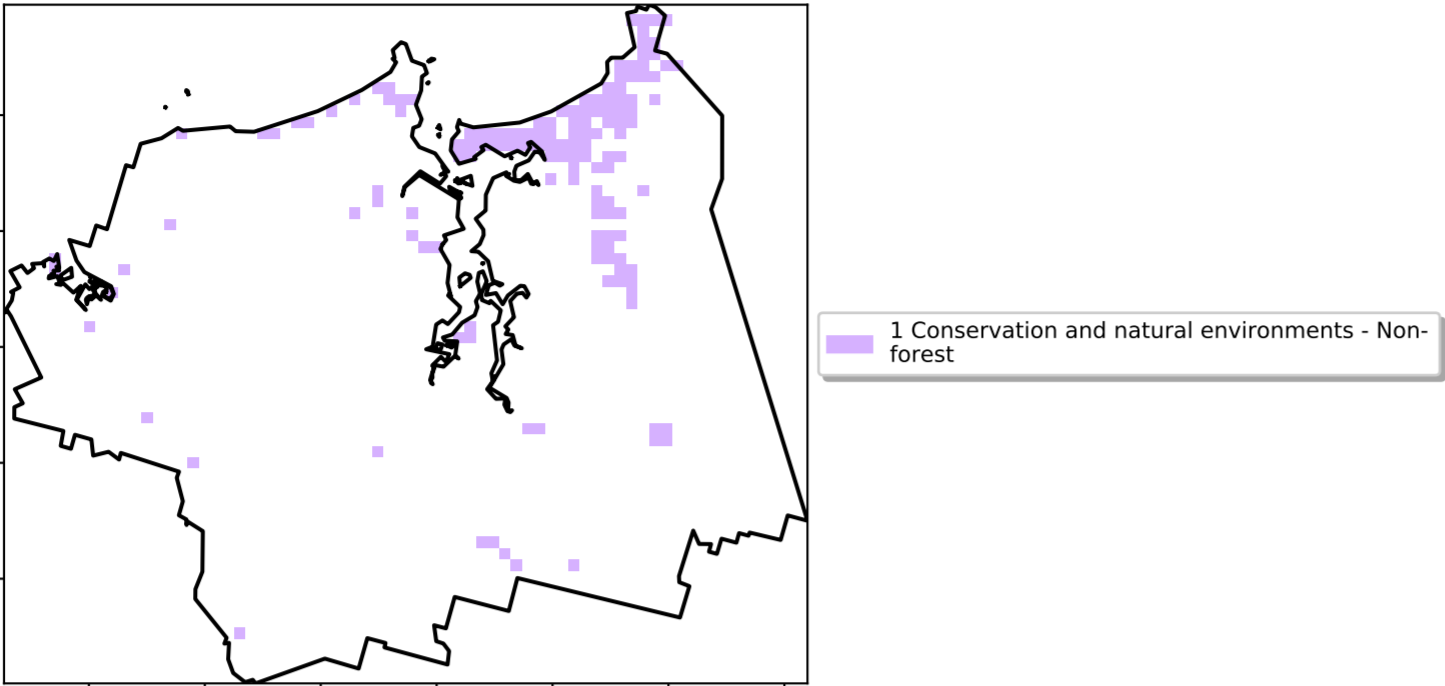 1 Conservation and natural environments - Non-
forest